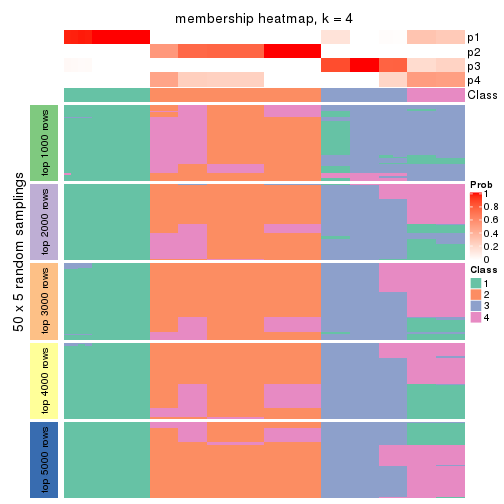 membership heatmap, k = 4
p1
p2
p3
p4
Class
50 x 5 random samplings
top 1000 rows
top 2000 rows
top 3000 rows
top 4000 rows
top 5000 rows
Prob
1
0.8
0.6
0.4
0.2
0
Class
1
2
3
4